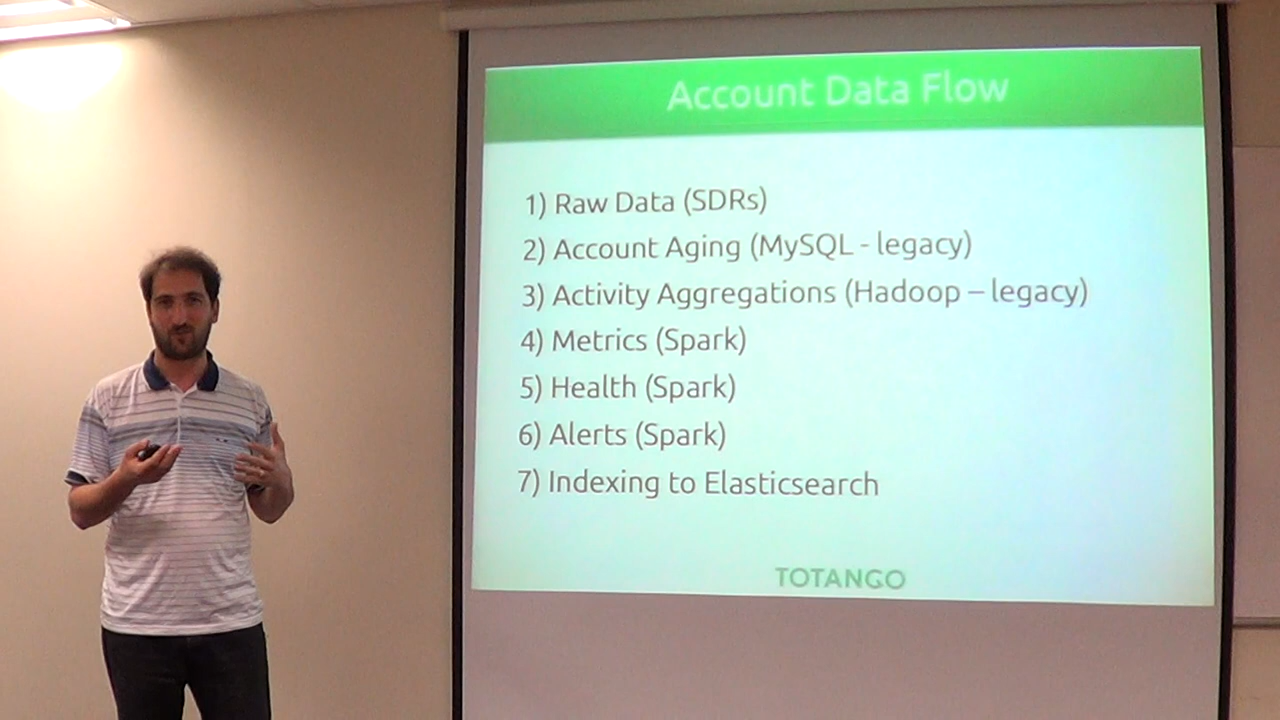 Account Data Flow
1) Raw Data (SDRs)
2) Account Aging (MySQL - legacy)
3) Activity Aggregations (Hadoop – legacy)
4) Metrics (Spark)
5) Health (Spark)
6) Alerts (Spark)
7) Indexing to Elasticsearch
TOTANGO